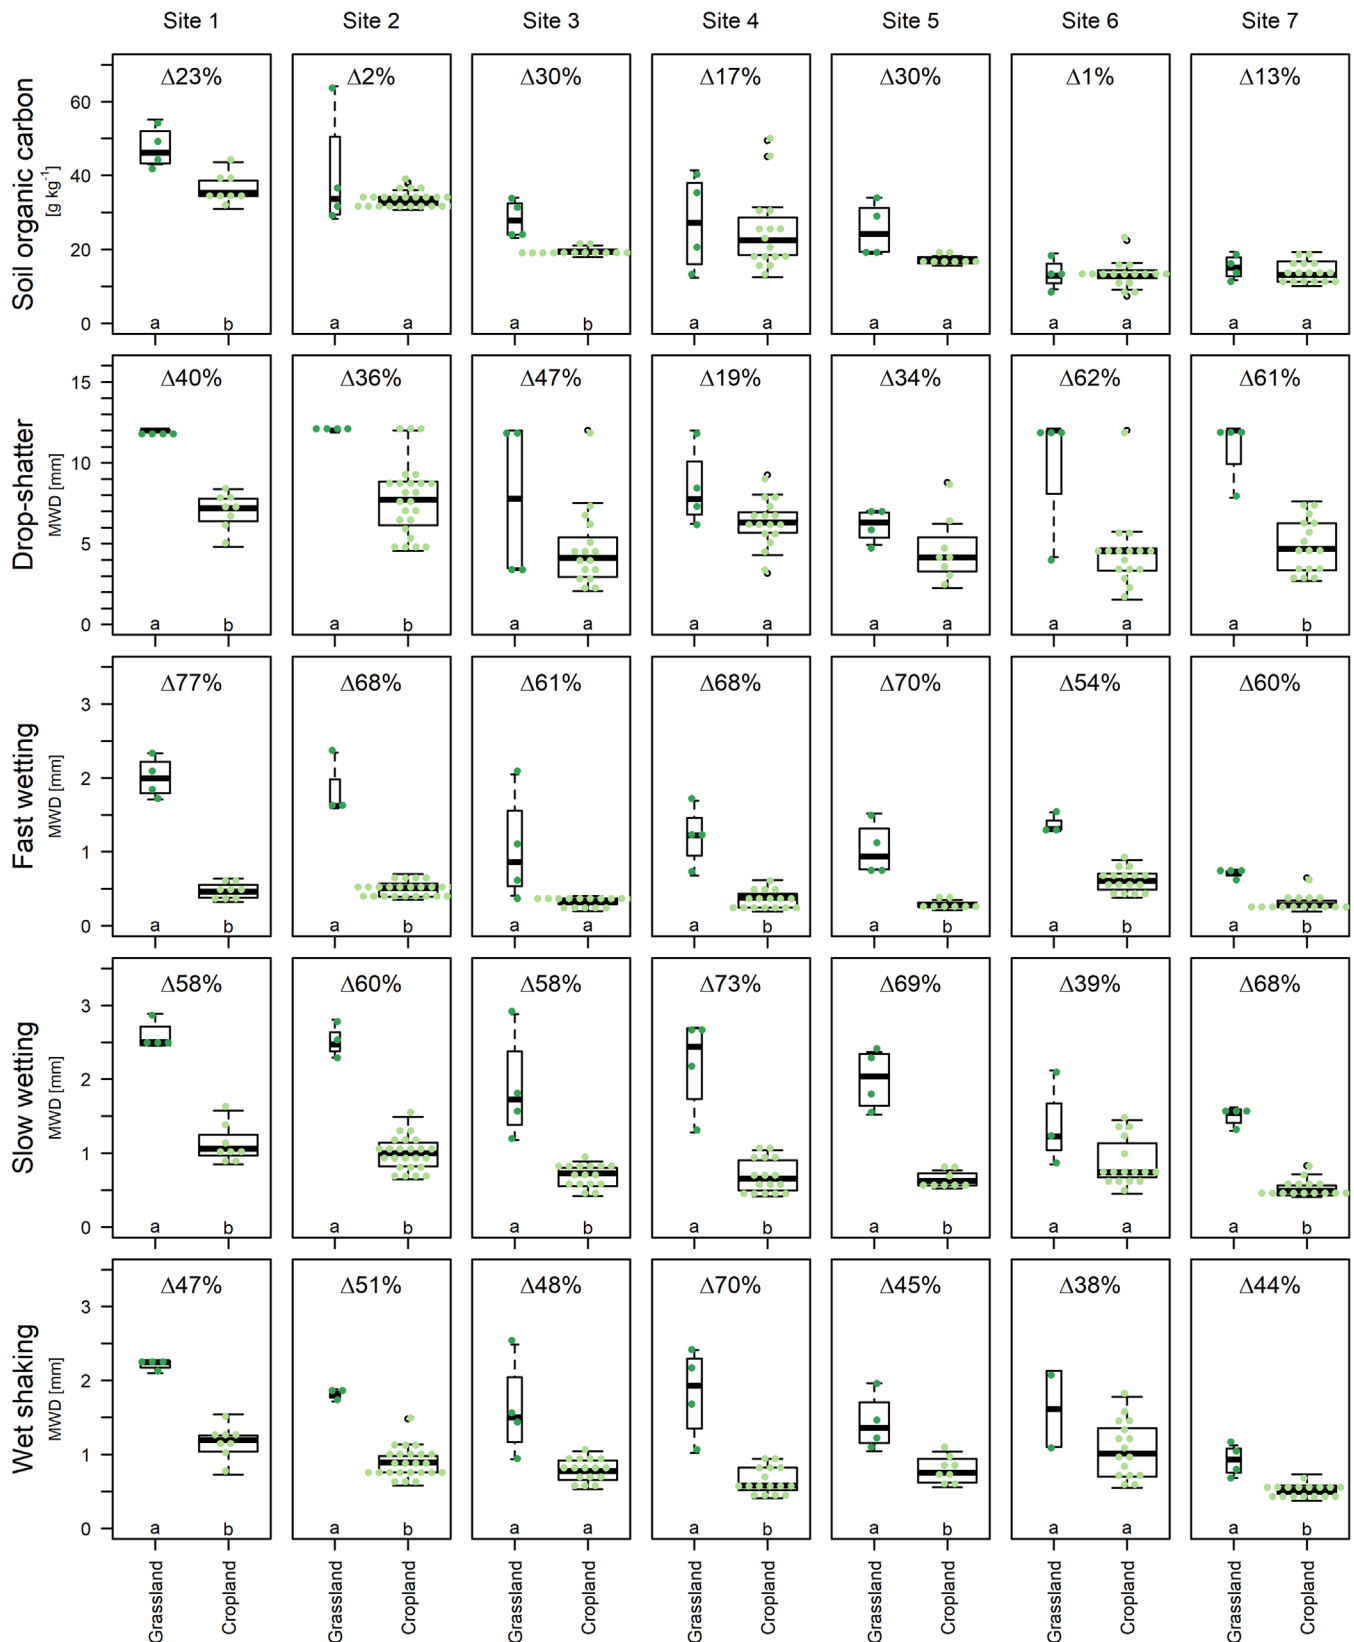 Site 1 Site 2 Site 3 Site 4 Site 5 Site 6 Site 7
Soil organic carbon
[g kg⁻¹]
60
40
20
0
Δ23% Δ2% Δ30% Δ17% Δ30% Δ1% Δ13%
a b a a a b a a a a a a a a
Drop-shatter
MWD [mm]
15
10
5
0
Δ40% Δ36% Δ47% Δ19% Δ34% Δ62% Δ61%
a b a b a a a a a a a a a b
Fast wetting
MWD [mm]
3
2
1
0
Δ77% Δ68% Δ61% Δ68% Δ70% Δ54% Δ60%
a b a b a a a b a b a b a b
Slow wetting
MWD [mm]
3
2
1
0
Δ58% Δ60% Δ58% Δ73% Δ69% Δ39% Δ68%
a b a b a b a b a b a a a b
Wet shaking
MWD [mm]
3
2
1
0
Δ47% Δ51% Δ48% Δ70% Δ45% Δ38% Δ44%
a b a b a a a b a b a a a b
Grassland Cropland Grassland Cropland Grassland Cropland Grassland Cropland Grassland Cropland Grassland Cropland Grassland Cropland